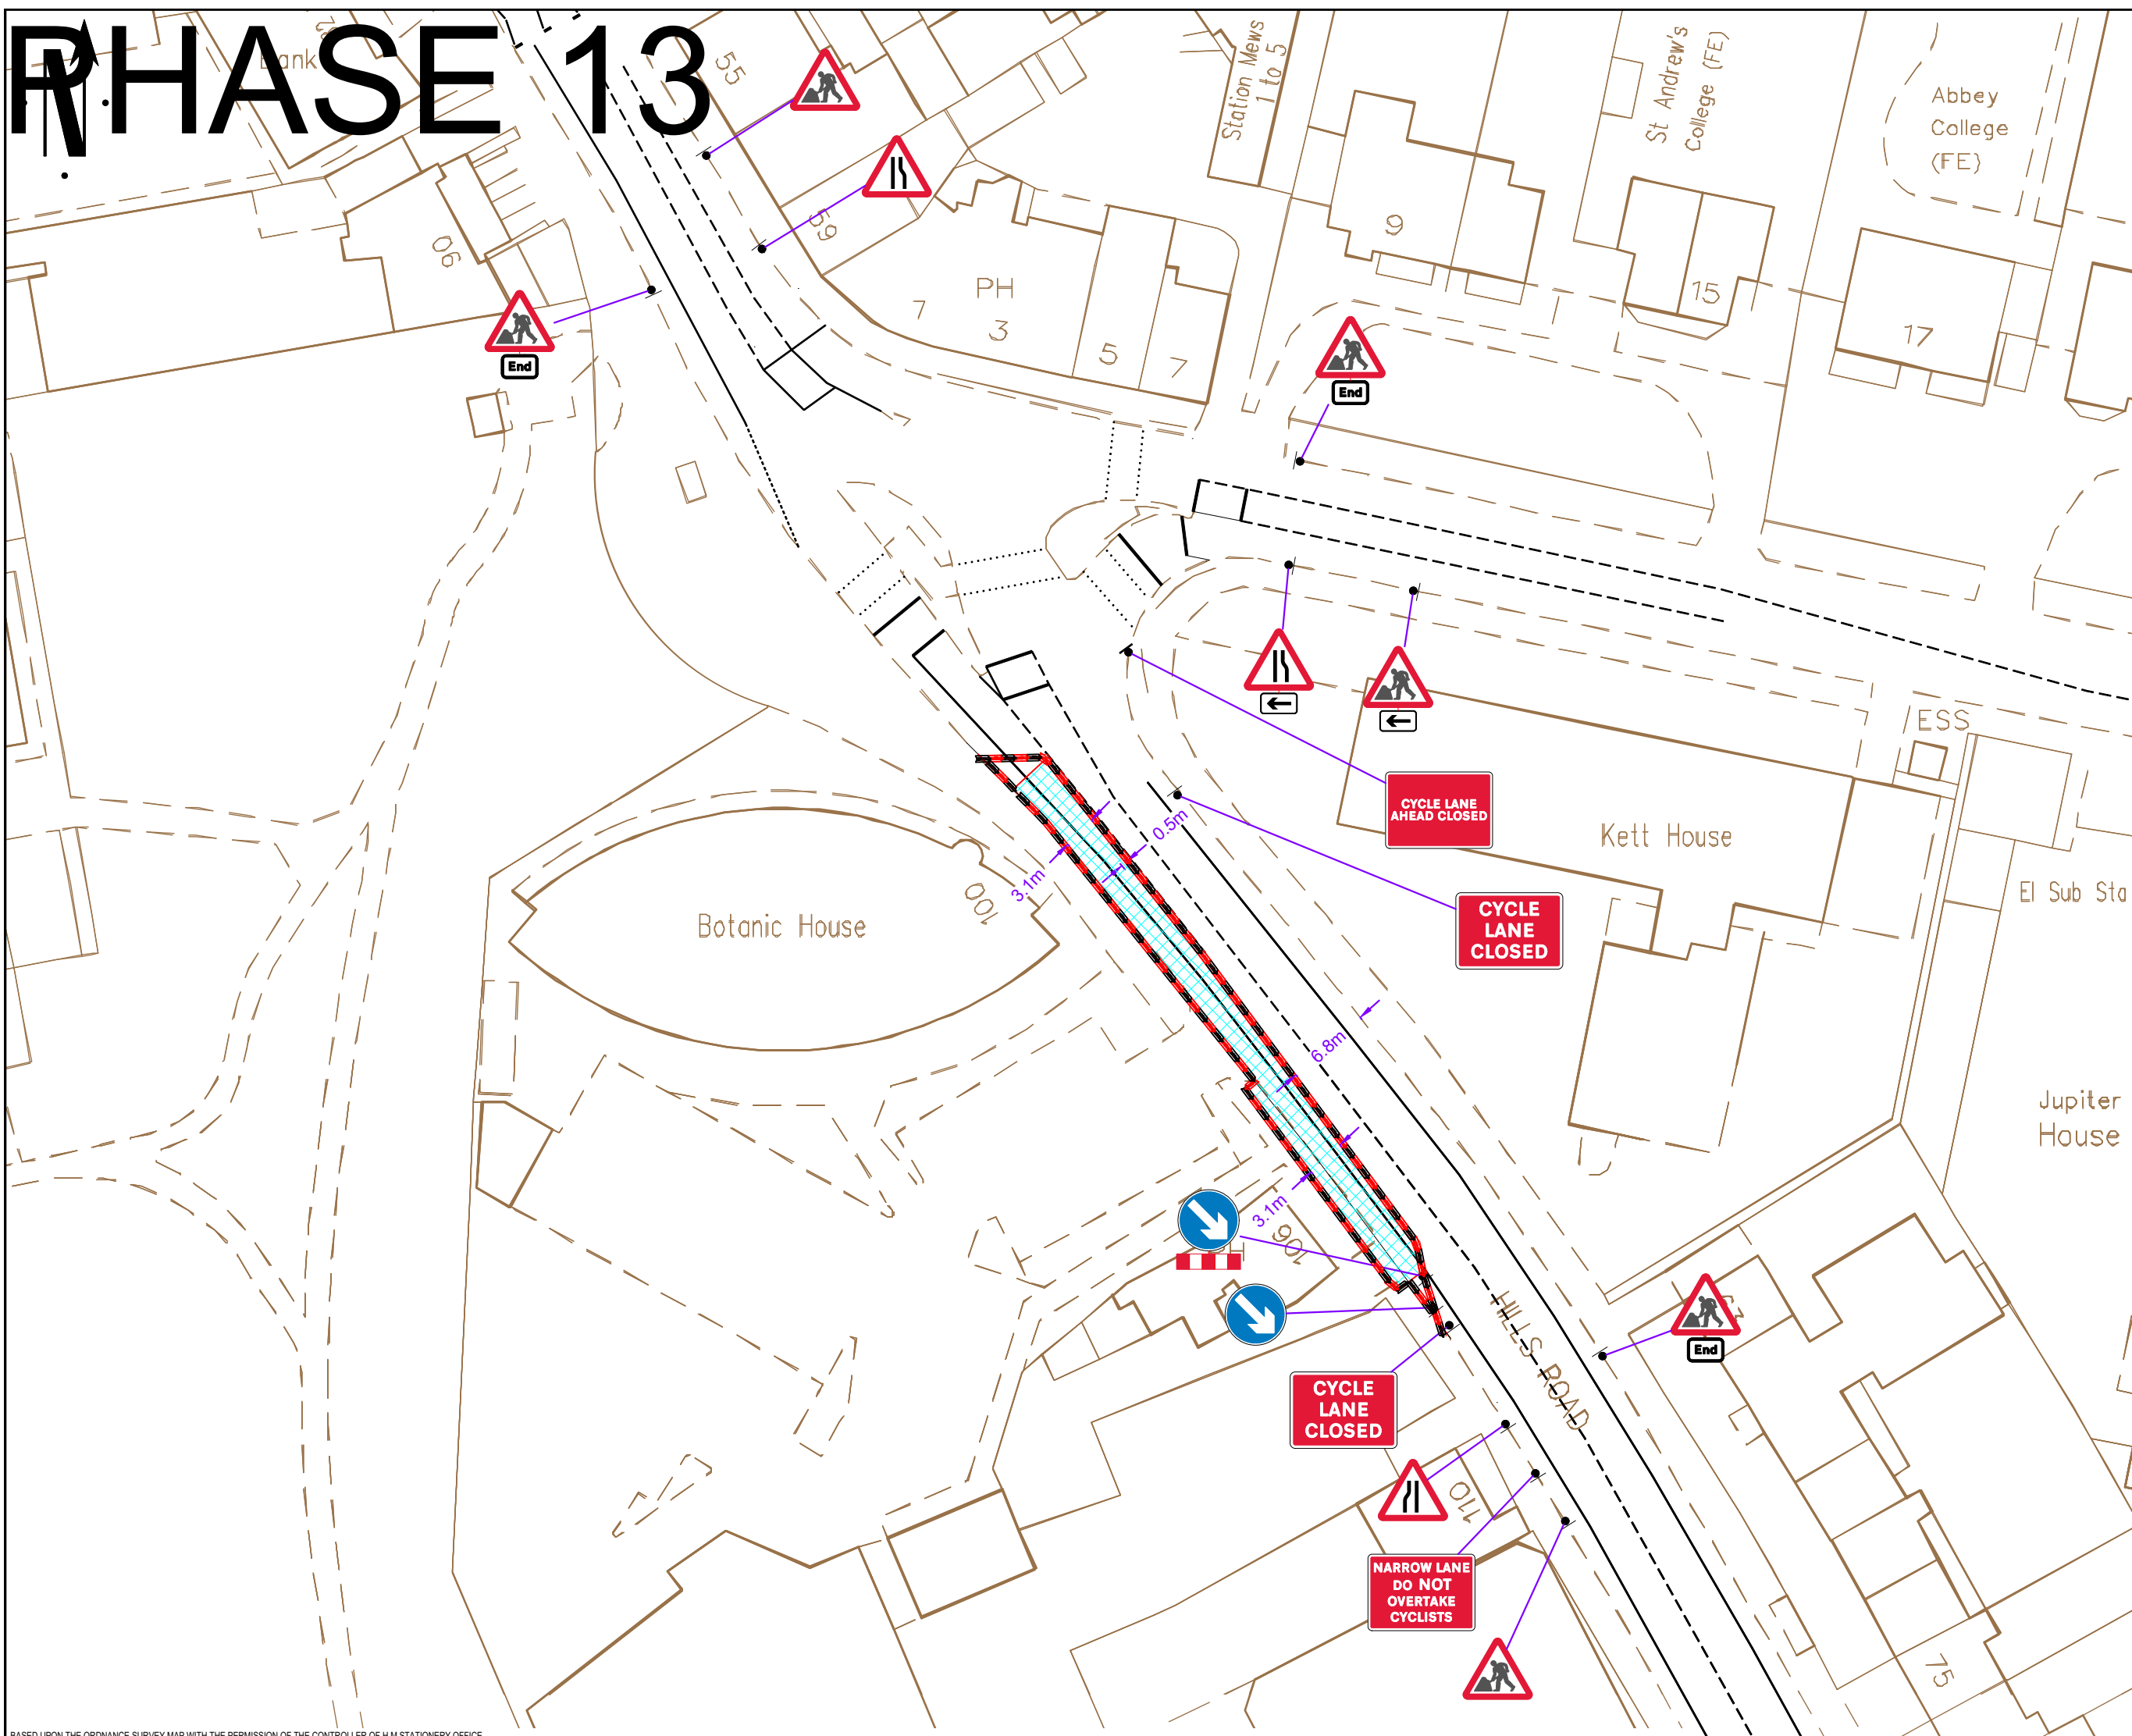 PHASE 13
N
Bank
55
Station Mews
1 to 5
St Andrew's
College (FE)
Abbey
College
(FE)
59
90
9
PH
7
3
5
7
15
17
End
End
ESS
CYCLE LANE
AHEAD CLOSED
Kett House
0.5m
3.1m
El Sub Sta
Botanic House
100
CYCLE
LANE
CLOSED
6.8m
Jupiter
House
3.1m
106
HILLS ROAD
End
CYCLE
LANE
CLOSED
110
NARROW LANE
DO NOT
OVERTAKE
CYCLISTS
75
BASED UPON THE ORDNANCE SURVEY MAP WITH THE PERMISSION OF THE CONTROLLER OF H.M STATIONERY OFFICE